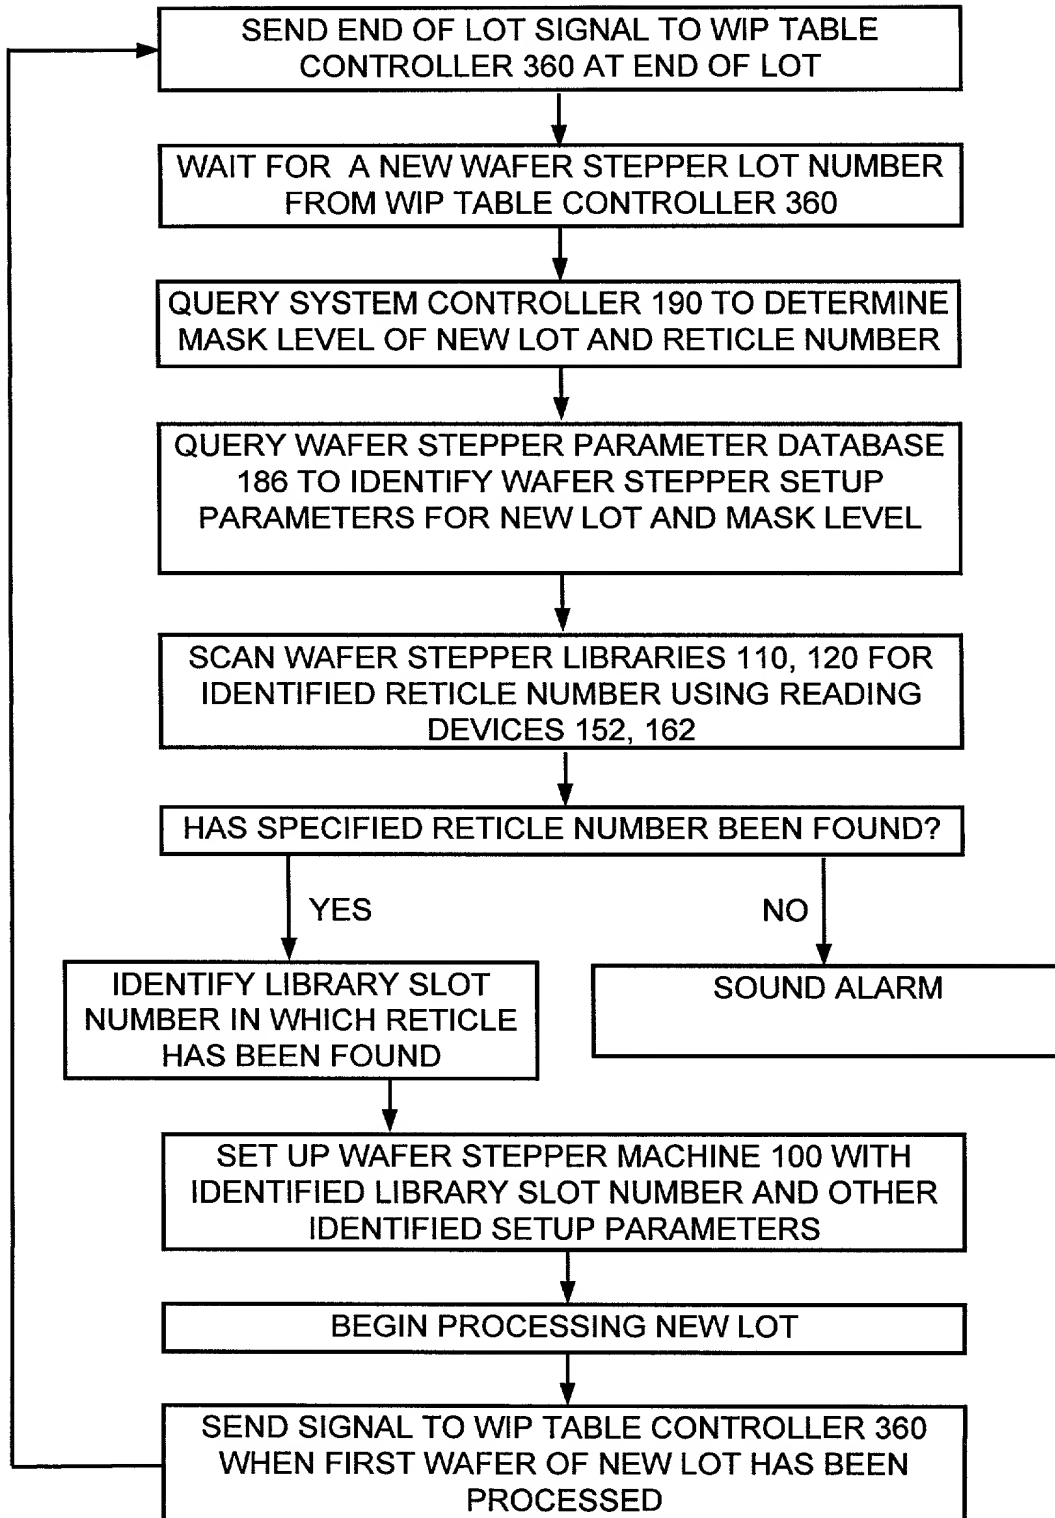 SEND END OF LOT SIGNAL TO WIP TABLE
CONTROLLER 360 AT END OF LOT
WAIT FOR A NEW WAFER STEPPER LOT NUMBER
FROM WIP TABLE CONTROLLER 360
QUERY SYSTEM CONTROLLER 190 TO DETERMINE
MASK LEVEL OF NEW LOT AND RETICLE NUMBER
QUERY WAFER STEPPER PARAMETER DATABASE
186 TO IDENTIFY WAFER STEPPER SETUP
PARAMETERS FOR NEW LOT AND MASK LEVEL
SCAN WAFER STEPPER LIBRARIES 110, 120 FOR
IDENTIFIED RETICLE NUMBER USING READING
DEVICES 152, 162
HAS SPECIFIED RETICLE NUMBER BEEN FOUND?
YES
NO
IDENTIFY LIBRARY SLOT
NUMBER IN WHICH RETICLE
HAS BEEN FOUND
SOUND ALARM
SET UP WAFER STEPPER MACHINE 100 WITH
IDENTIFIED LIBRARY SLOT NUMBER AND OTHER
IDENTIFIED SETUP PARAMETERS
BEGIN PROCESSING NEW LOT
SEND SIGNAL TO WIP TABLE CONTROLLER 360
WHEN FIRST WAFER OF NEW LOT HAS BEEN
PROCESSED